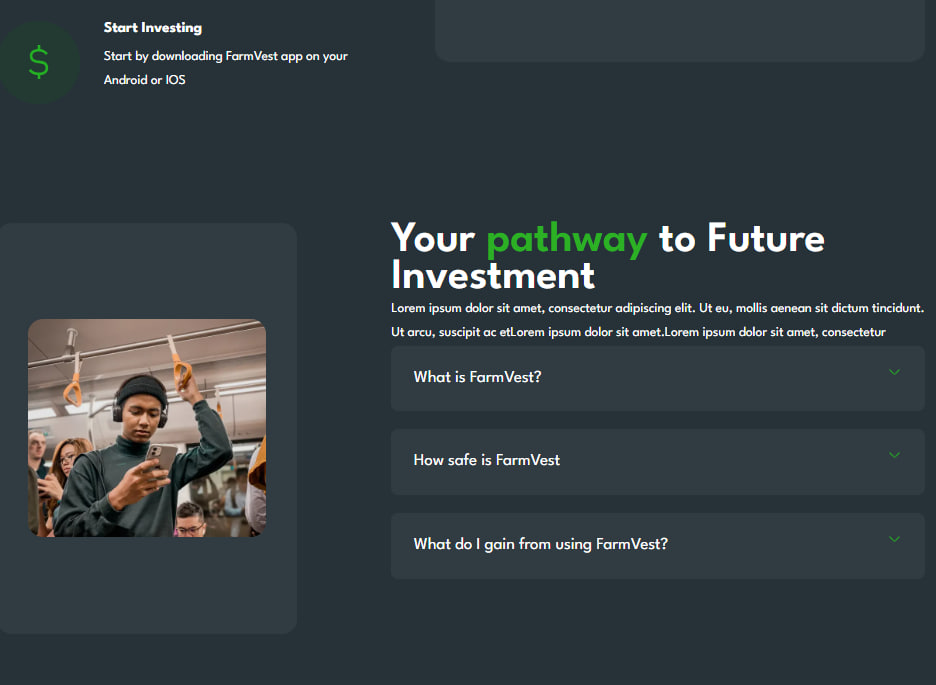 Start Investing
Start by downloading FarmVest app on your
Android or IOS
$
Your pathway to Future
Investment
Lorem ipsum dolor sit amet, consectetur adipiscing elit. Ut eu, mollis aenean sit dictum tincidunt.
Ut arcu, suscipit ac etLorem ipsum dolor sit amet.Lorem ipsum dolor sit amet, consectetur
What is FarmVest?
How safe is FarmVest
What do I gain from using FarmVest?